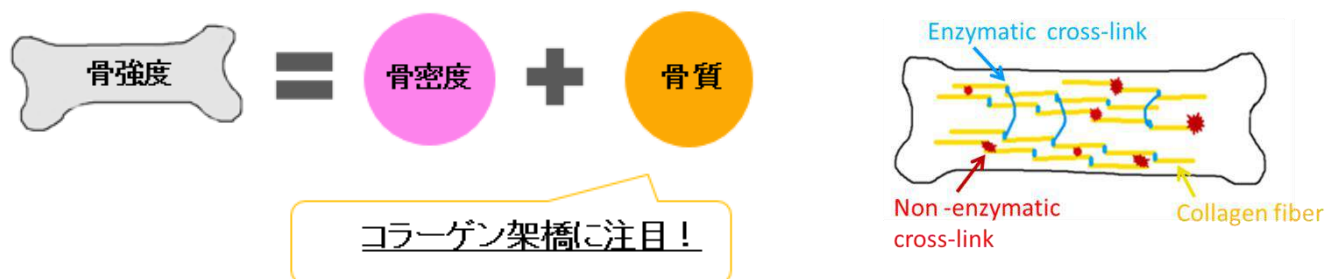 骨強度
骨密度
骨質
コラーゲン架橋に注目！
Enzymatic cross-link
Non -enzymatic
cross-link
Collagen fiber